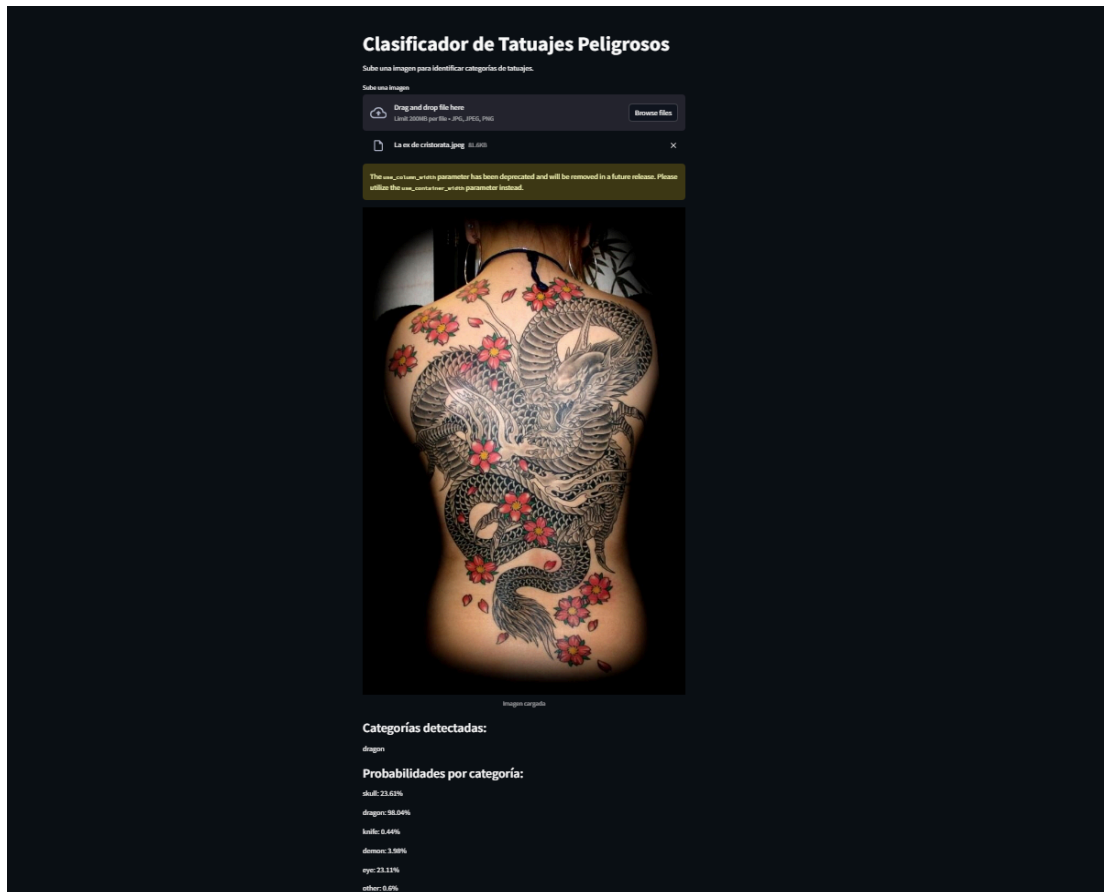 Clasificador de Tatuajes Peligrosos
Sube una imagen para identificar categorías de tatuajes.
Sube una imagen
Drag and drop file here
Limit 200MB per file • JPG, JPEG, PNG
Browse files
La ex de cristorata.jpeg 81.6KB
The use_column_width parameter has been deprecated and will be removed in a future release. Please
utilize the use_container_width parameter instead.
Imagen cargada
Categorías detectadas:
dragon
Probabilidades por categoría:
skull: 23.61%
dragon: 98.04%
knife: 0.44%
demon: 3.98%
eye: 23.11%
other: 0.6%